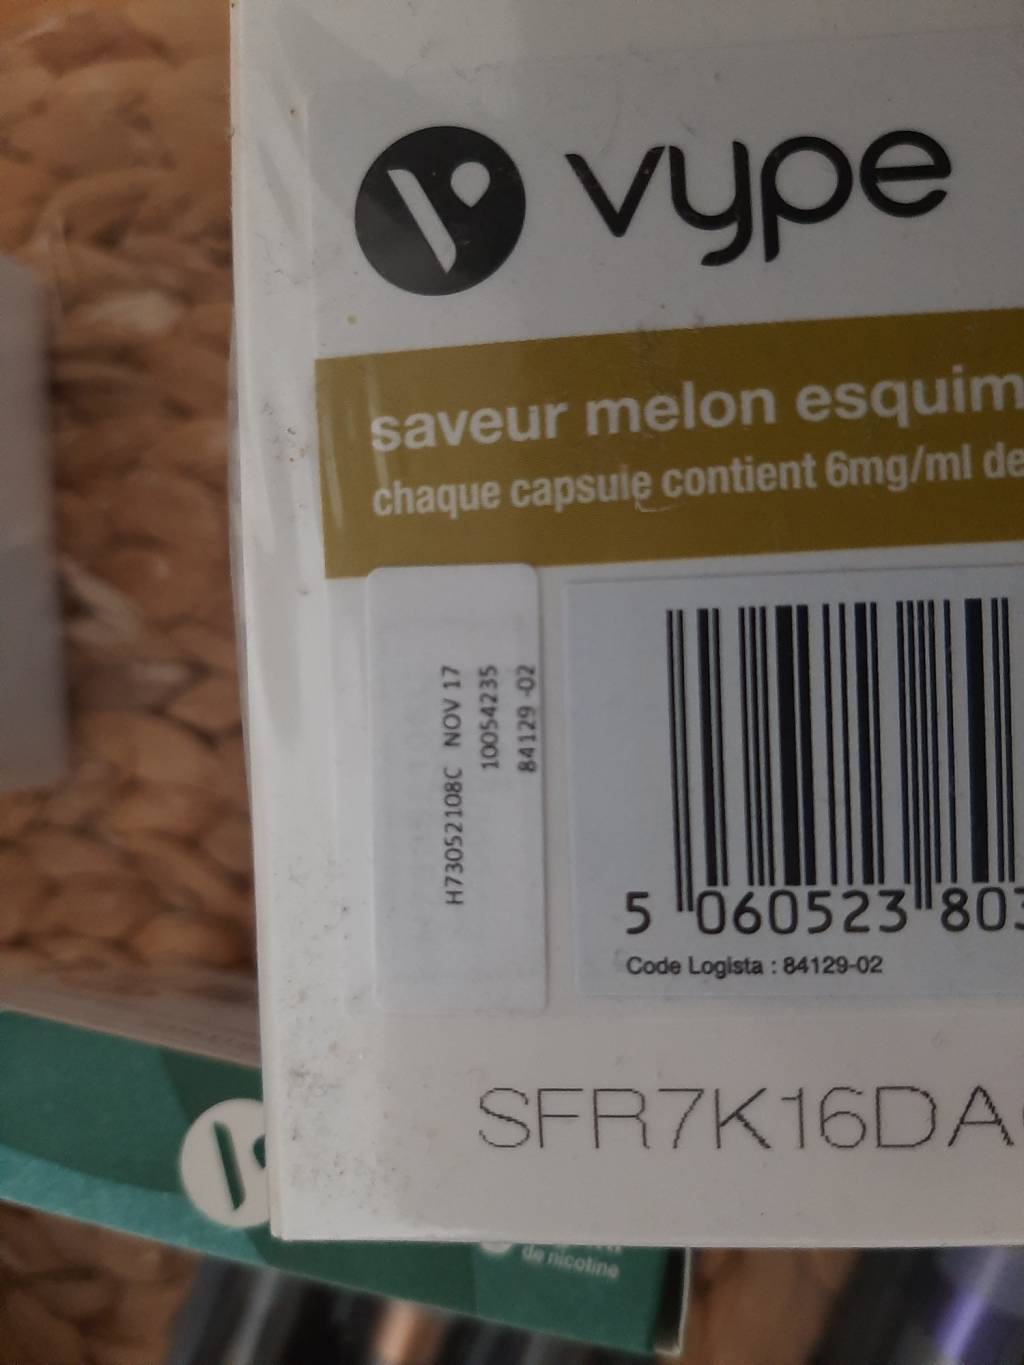 vype
saveur melon esquim
chaque capsule contient 6mg/ml de
H73052108C NOV 17
10054235
84129 -02
5 060523 803
Code Logista : 84129-02
SFR7K16DA
de nicotine